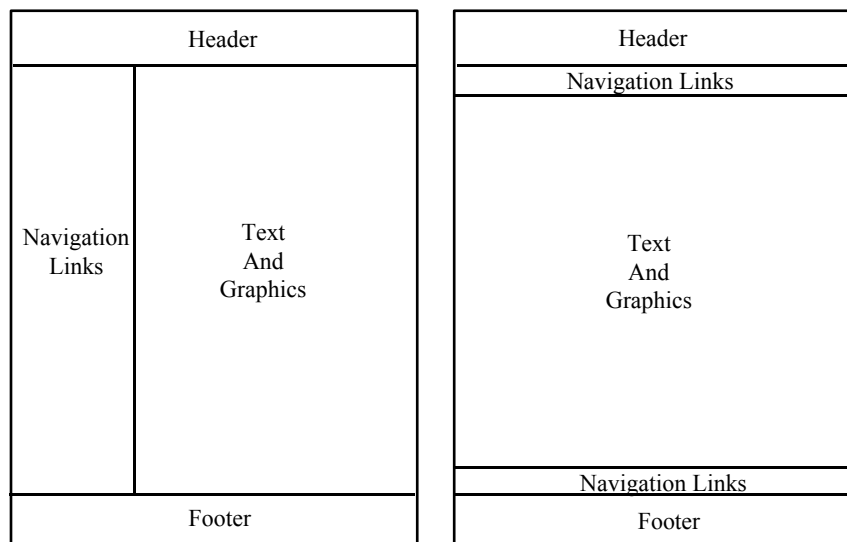 Header
Navigation
Links
Text
And
Graphics
Footer
Header
Navigation Links
Text
And
Graphics
Navigation Links
Footer